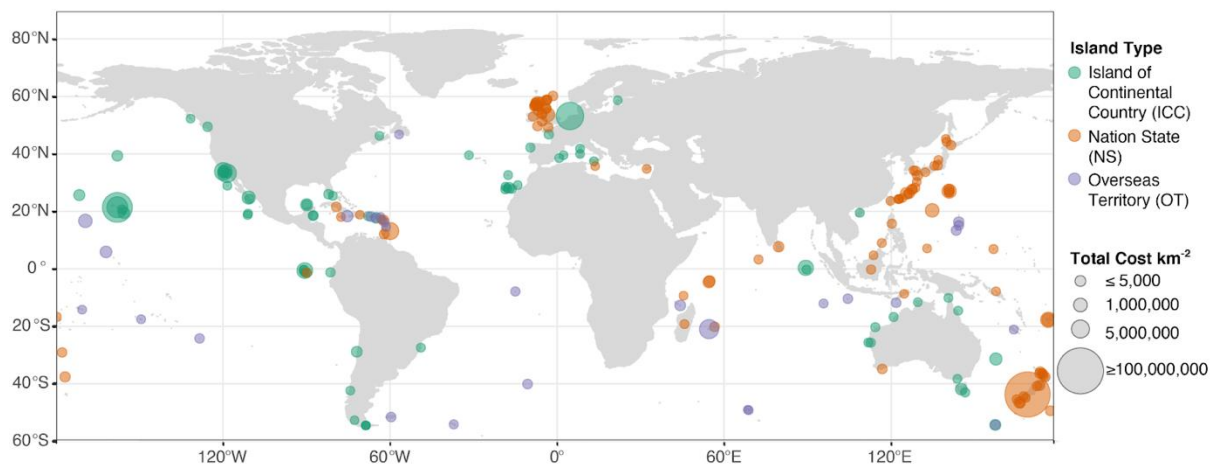 80°N
60°N
40°N
20°N
0°
20°S
40°S
60°S
120°W
60°W
0°
60°E
120°E
Island Type
Island of
Continental
Country (ICC)
Nation State
(NS)
Overseas
Territory (OT)
Total Cost km⁻²
≤ 5,000
1,000,000
5,000,000
≥100,000,000